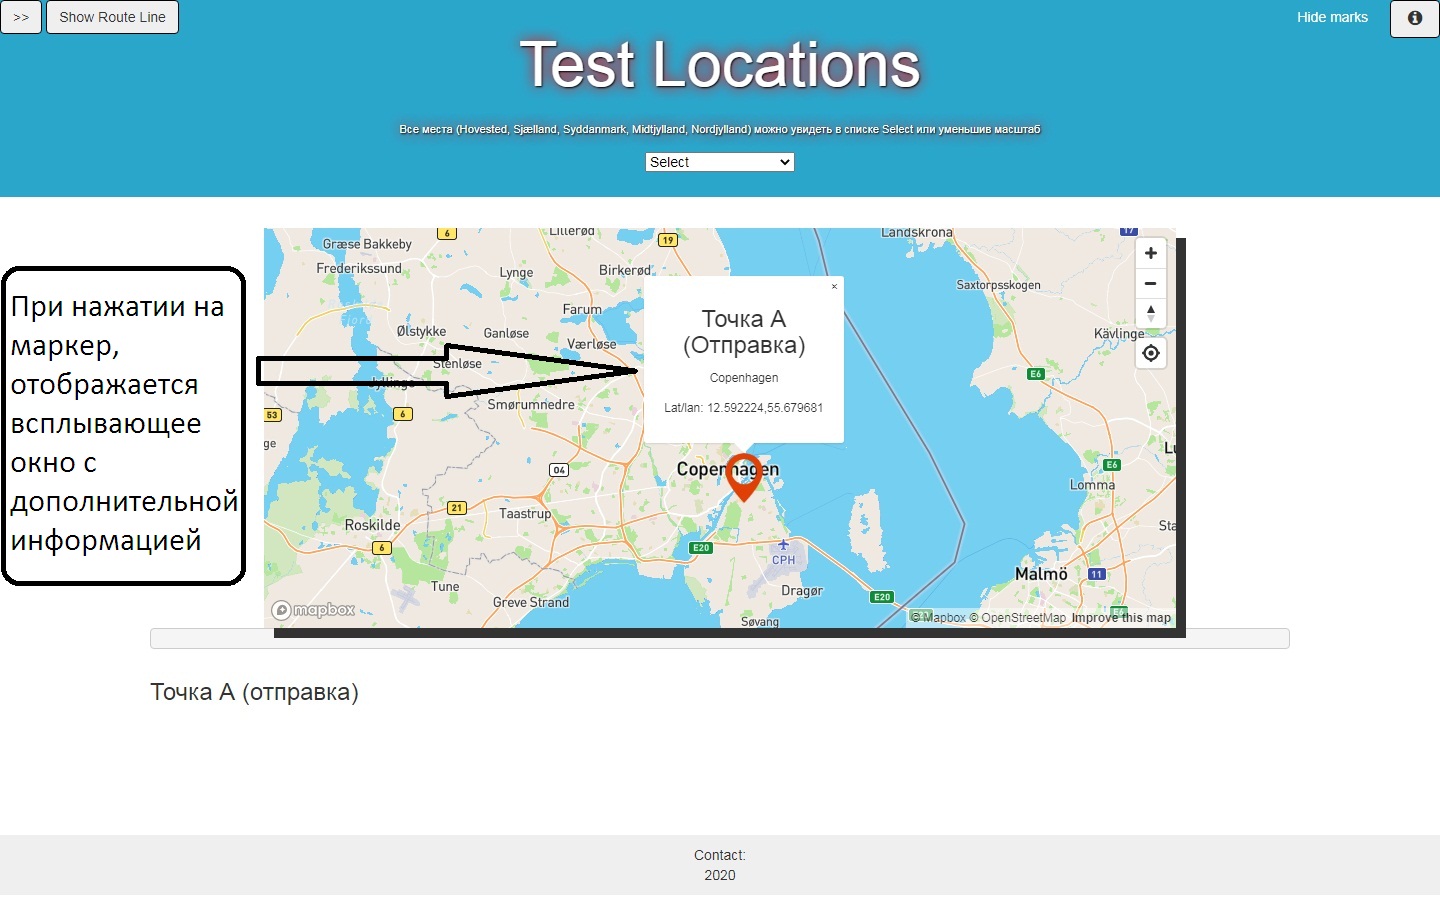 >>
Show Route Line
Hide marks
Test Locations
Все места (Hovested, Sjælland, Syddanmark, Midtjylland, Nordjylland) можно увидеть в списке Select или уменьшив масштаб
Select
При нажатии на
маркер,
отображается
всплывающее
окно с
дополнительной
информацией
Lillerød
Landskrona
17
6
19
Græse Bakkeby
Frederikssund
Lynge
Birkerød
Saxtorpsskogen
Farum
Ølstykke
Ganløse
Værløse
Kävlinge
Stenløse
Jyllinge
Smørumnedre
E6
53
6
×
Точка А
(Отправка)
Copenhagen
Lat/lan: 12.592224,55.679681
Copenhagen
04
E6
Lomma
21
Taastrup
Roskilde
6
E20
CPH
Malmö
11
Tune
Dragør
E20
Greve Strand
Søvang
E6
mapbox
© Mapbox © OpenStreetMap Improve this map
Точка А (отправка)
Contact:
2020